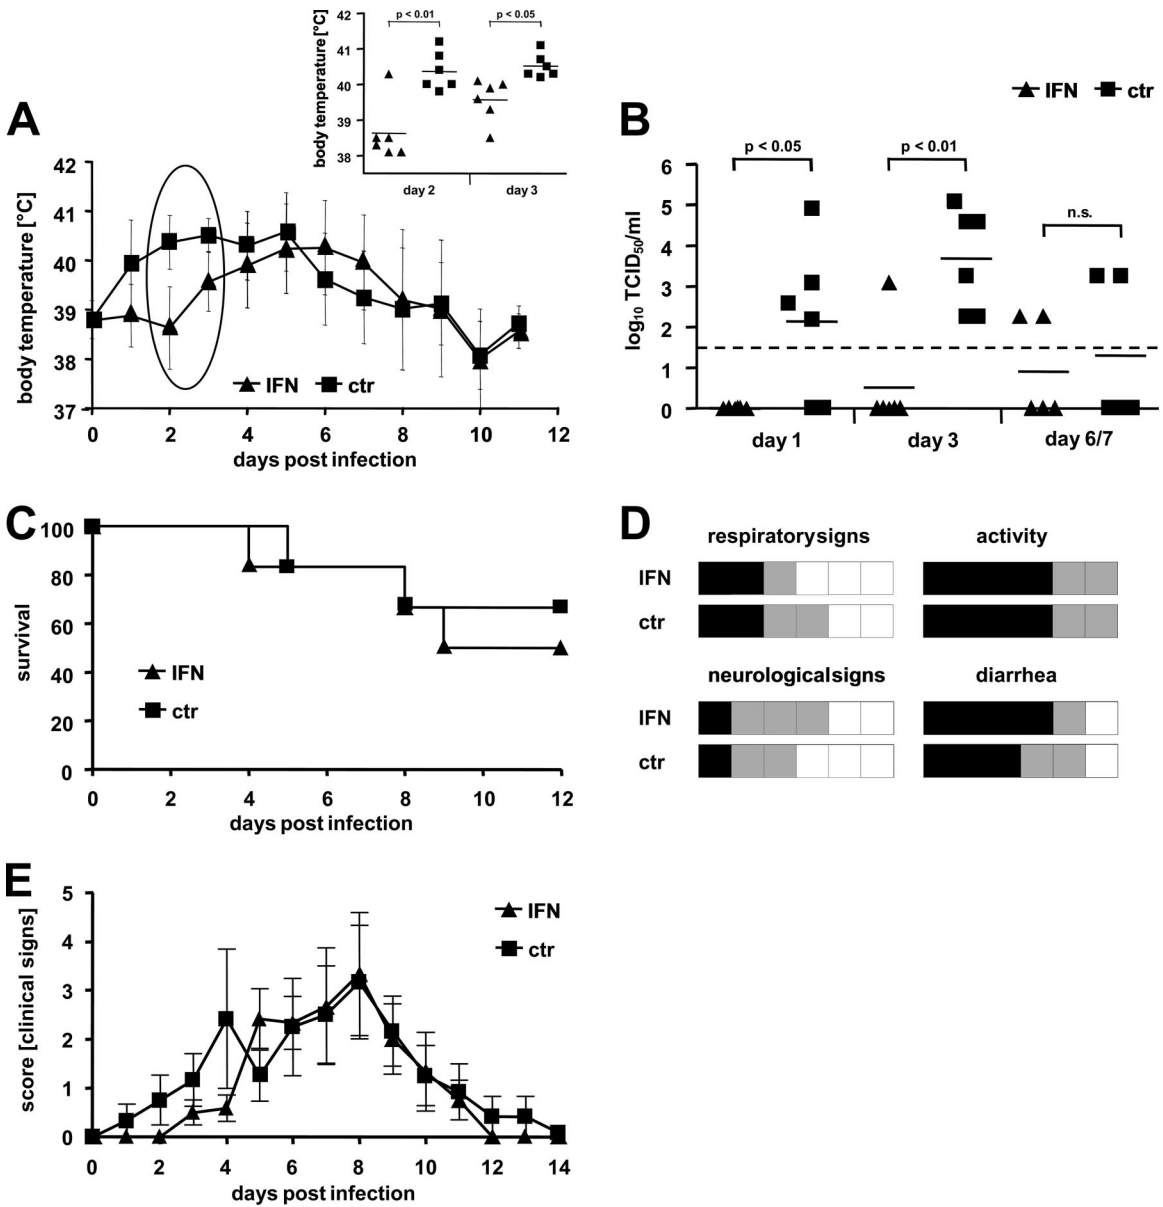 A
body temperature [°C]
42
41
40
39
38
p < 0.01
p < 0.05
day 2
day 3
body temperature [°C]
42
41
40
39
38
37
IFN
ctr
0
2
4
6
8
10
12
days post infection
B
IFN
ctr
log10 TCID50/ml
6
5
4
3
2
1
0
p < 0.05
p < 0.01
n.s.
day 1
day 3
day 6/7
C
survival
100
80
60
40
20
0
IFN
ctr
0
2
4
6
8
10
12
days post infection
D
respiratory signs
activity
IFN
ctr
neurological signs
diarrhea
IFN
ctr
E
score [clinical signs]
5
4
3
2
1
0
IFN
ctr
0
2
4
6
8
10
12
14
days post infection